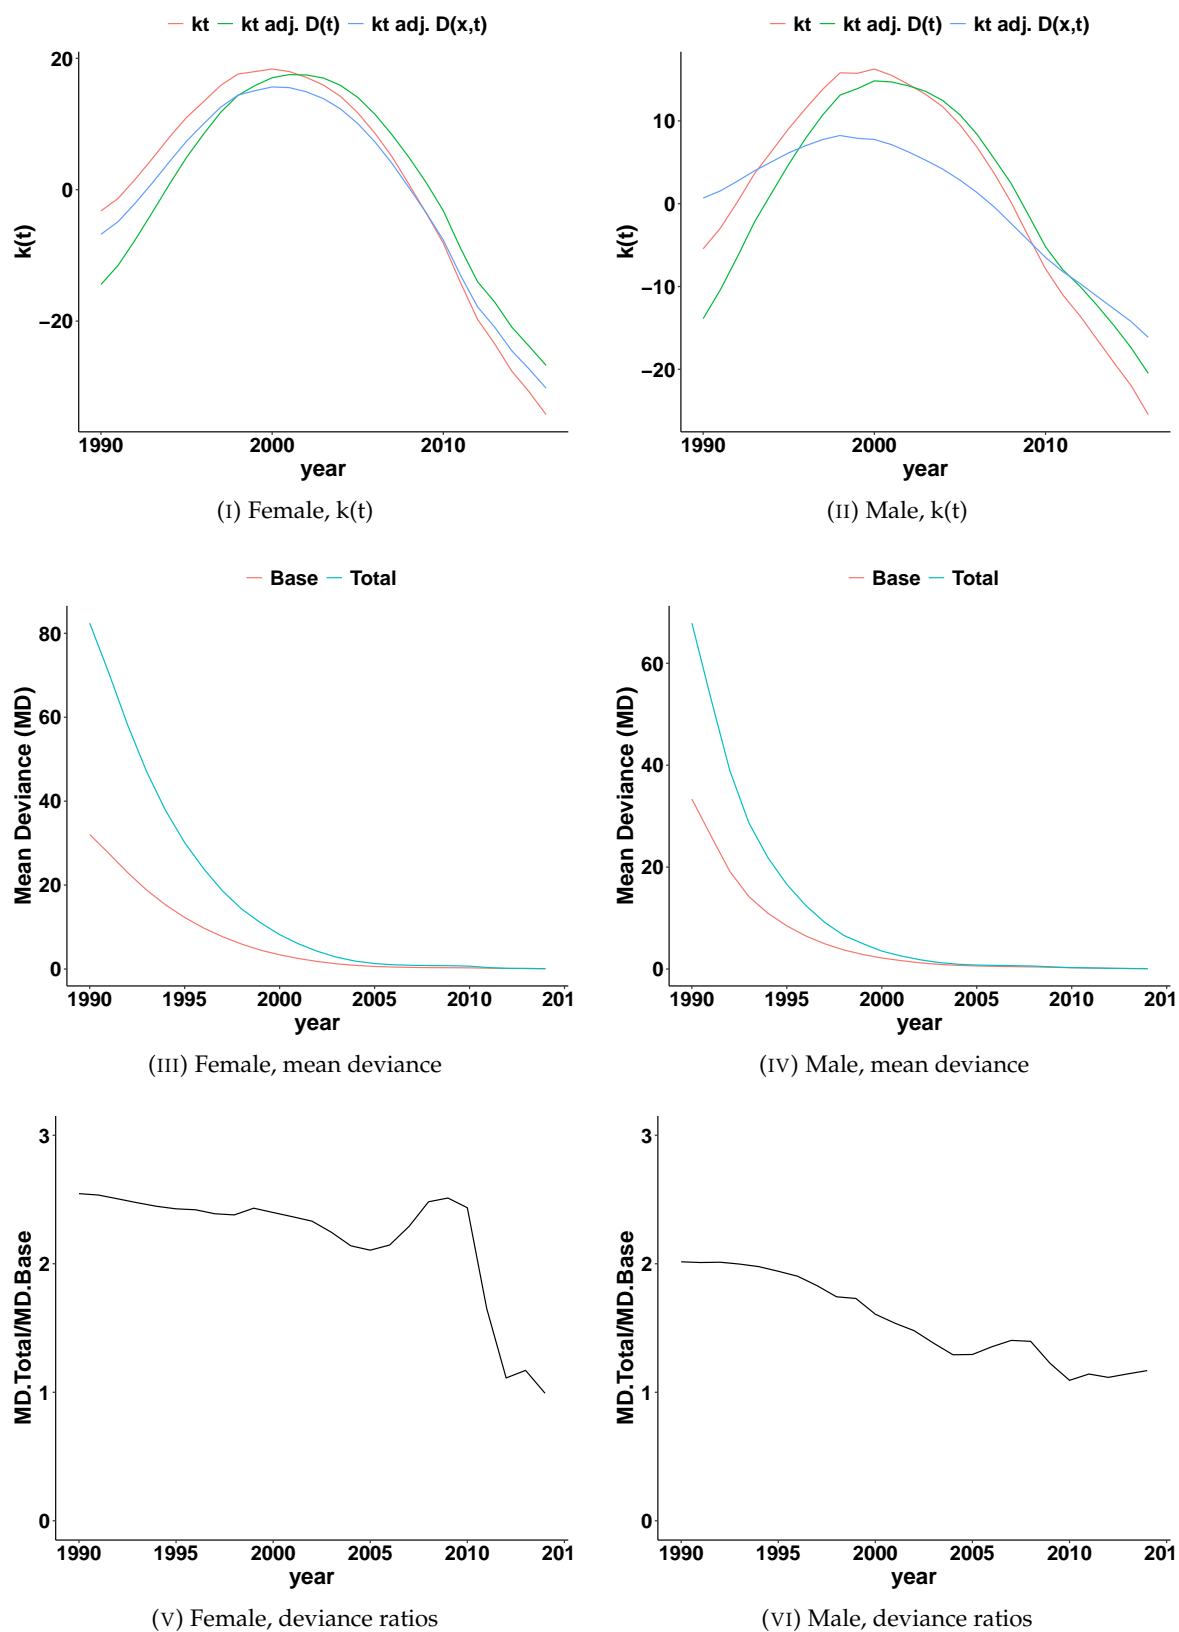 kt kt adj. D(t) kt adj. D(x,t)
20
0
−20
k(t)
1990 2000 2010
year
(I) Female, k(t)
kt kt adj. D(t) kt adj. D(x,t)
10
0
−10
−20
k(t)
1990 2000 2010
year
(II) Male, k(t)
Base Total
80
60
40
20
0
Mean Deviance (MD)
1990 1995 2000 2005 2010 201
year
(III) Female, mean deviance
Base Total
60
40
20
0
Mean Deviance (MD)
1990 1995 2000 2005 2010 201
year
(IV) Male, mean deviance
3
2
1
0
MD.Total/MD.Base
1990 1995 2000 2005 2010 201
year
(V) Female, deviance ratios
3
2
1
0
MD.Total/MD.Base
1990 1995 2000 2005 2010 201
year
(VI) Male, deviance ratios